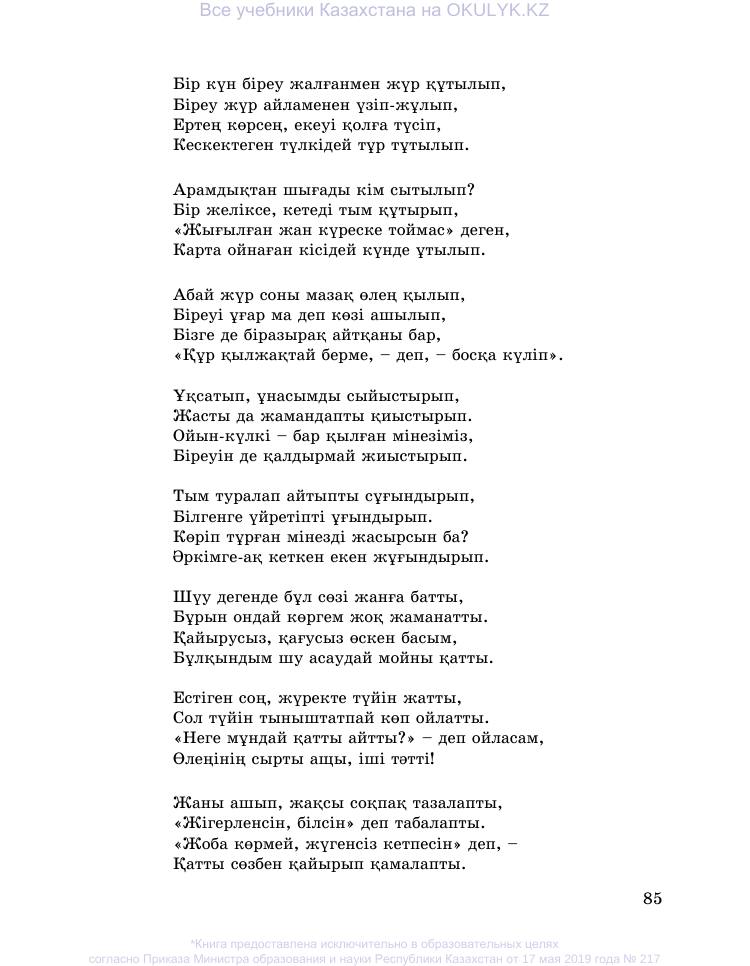 Все учебники Казахстана на OKULYK.KZ
Бір күн біреу жалғанмен жүр құтылып,
Біреу жүр айламенен үзіп-жұлып,
Ертең көрсең, екеуі қолға түсіп,
Кескектеген түлкідей тұр тұтылып.
Арамдықтан шығады кім сытылып?
Бір желіксе, кетеді тым құтырып,
«Жығылған жан күреске тоймас» деген,
Карта ойнаған кісідей күнде ұтылып.
Абай жүр соны мазақ өлең қылып,
Біреуі ұғар ма деп көзі ашылып,
Бізге де біразырақ айтқаны бар,
«Құр қылжақтай берме, – деп, – босқа күліп».
Ұқсатып, ұнасымды сыйыстырып,
Жасты да жамандапты қиыстырып.
Ойын-күлкі – бар қылған мінезіміз,
Біреуін де қалдырмай жиыстырып.
Тым туралап айтыпты сұғындырып,
Білгенге үйретіпті ұғындырып.
Көріп тұрған мінезді жасырсын ба?
Әркімге-ақ кеткен екен жұғындырып.
Шүу дегенде бұл сөзі жанға батты,
Бұрын ондай көргем жоқ жаманатты.
Қайырусыз, қағусыз өскен басым,
Бұлқындым шу асаудай мойны қатты.
Естіген соң, жүректе түйін жатты,
Сол түйін тыныштатпай көп ойлатты.
«Неге мұндай қатты айтты?» – деп ойласам,
Өлеңінің сырты ащы, іші тәтті!
Жаны ашып, жақсы соқпақ тазалапты,
«Жігерленсін, білсін» деп табалапты.
«Жоба көрмей, жүгенсіз кетпесін» деп, –
Қатты сөзбен қайырып қамалапты.
85
*Книга предоставлена исключительно в образовательных целях
согласно Приказа Министра образования и науки Республики Казахстан от 17 мая 2019 года № 217